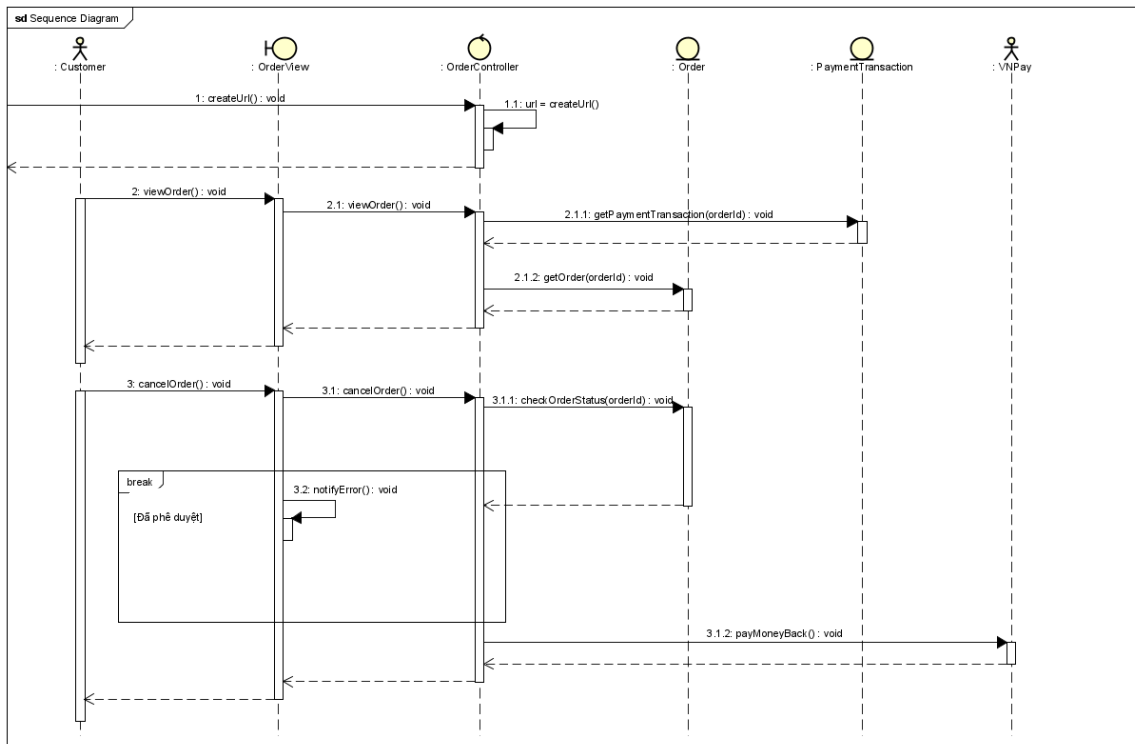 sd Sequence Diagram
: Customer
: OrderView
: OrderController
: Order
: PaymentTransaction
: VNPay
1: createUrl() : void
1.1: url = createUrl()
2: viewOrder() : void
2.1: viewOrder() : void
2.1.1: getPaymentTransaction(orderId) : void
2.1.2: getOrder(orderId) : void
3: cancelOrder() : void
3.1: cancelOrder() : void
3.1.1: checkOrderStatus(orderId) : void
break
3.2: notifyError() : void
[Đã phê duyệt]
3.1.2: payMoneyBack() : void